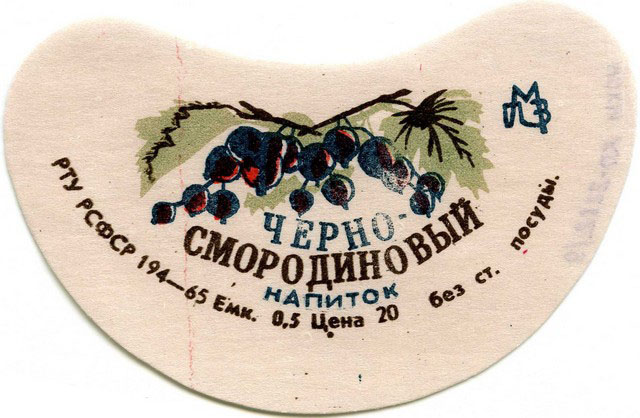 ЧЕРНО-
СМОРОДИНОВЫЙ
НАПИТОК
РТУ РСФСР 194—65 Емк. 0,5 Цена 20 без ст. посуды.